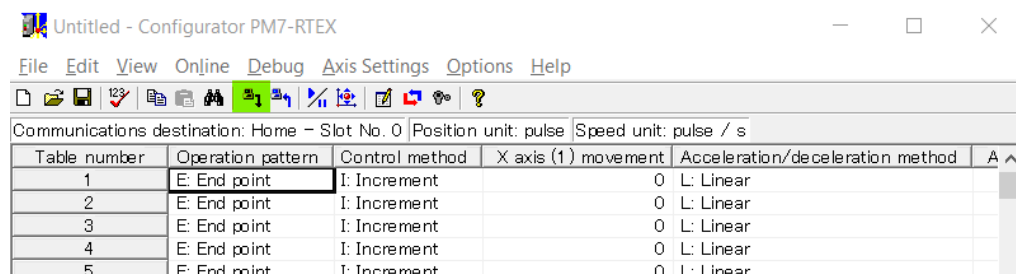 Untitled - Configurator PM7-RTEX
File Edit View Online Debug Axis Settings Options Help
123
Communications destination: Home - Slot No. 0 Position unit: pulse Speed unit: pulse / s
Table number Operation pattern Control method X axis (1) movement Acceleration/deceleration method A
1 E: End point I: Increment 0 L: Linear
2 E: End point I: Increment 0 L: Linear
3 E: End point I: Increment 0 L: Linear
4 E: End point I: Increment 0 L: Linear
5 E: End point I: Increment 0 L: Linear